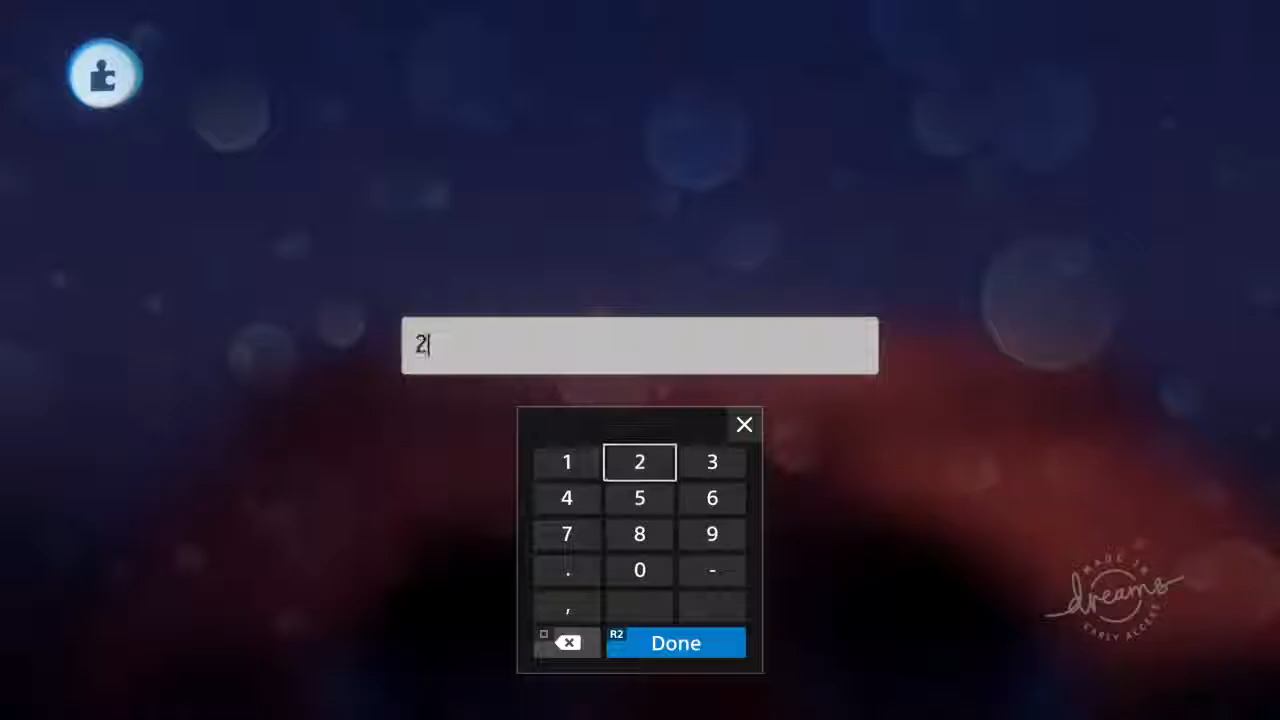 2
1 2 3
4 5 6
7 8 9
. 0 -
,
R2 Done
MADE IN
dreams
EARLY ACCESS